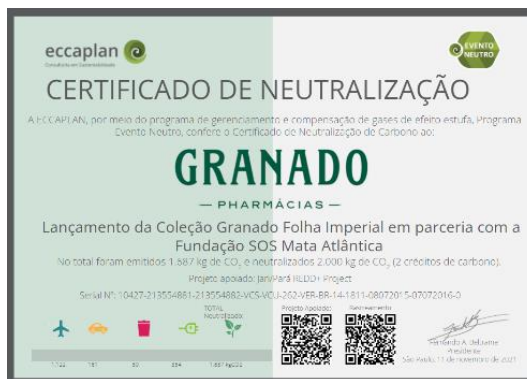 eccaplan
Consultoria em Sustentabilidade
EVENTO
NEUTRO
CERTIFICADO DE NEUTRALIZAÇÃO
A ECCAPLAN, por meio do programa de gerenciamento e compensação de gases de efeito estufa, Programa
Evento Neutro, confere o Certificado de Neutralização de Carbono ao:
GRANADO
— PHARMÁCIAS —
Lançamento da Coleção Granado Folha Imperial em parceria com a
Fundação SOS Mata Atlântica
No total foram emitidos 1.687 kg de CO₂ e neutralizados 2.000 kg de CO₂ (2 créditos de carbono).
Projeto apoiado: Jari/Pará REDD+ Project
Serial Nº: 10427-213554881-213554882-VCS-VCU-262-VER-BR-14-1811-08072015-07072016-0
TOTAL
Neutralizado:
Projeto Apoiado:
Rastreamento
Fernando A. Beltrame
Presidente
São Paulo, 11 de novembro de 2021